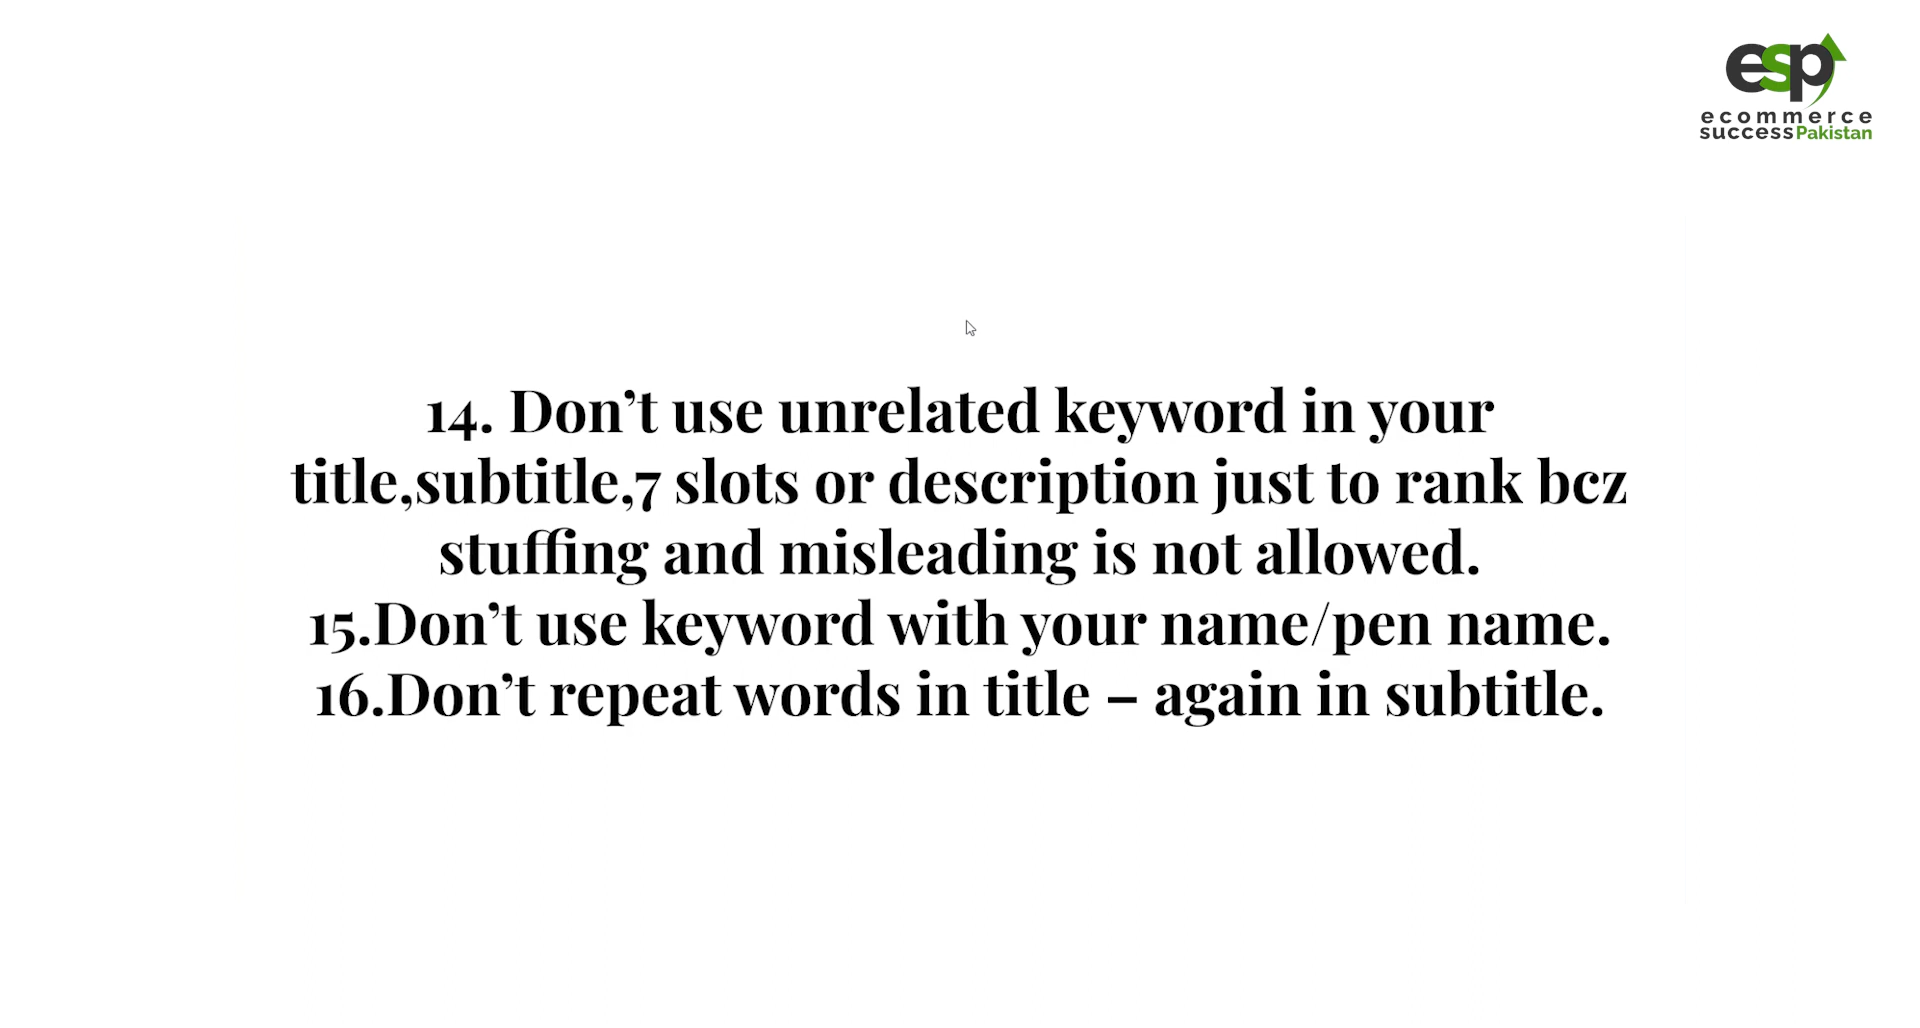 esp
ecommerce
successPakistan
14. Don’t use unrelated keyword in your
title,subtitle,7 slots or description just to rank bcz
stuffing and misleading is not allowed.
15.Don’t use keyword with your name/pen name.
16.Don’t repeat words in title – again in subtitle.